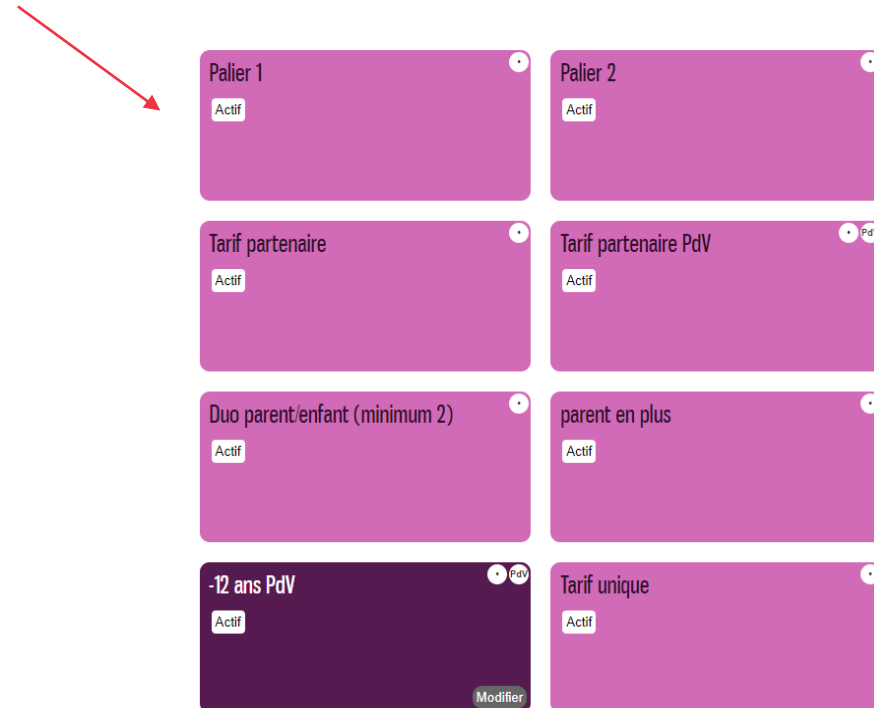 Palier 1
Actif
Palier 2
Actif
Tarif partenaire
Actif
Tarif partenaire PdV
PdV
Actif
Duo parent/enfant (minimum 2)
Actif
parent en plus
Actif
-12 ans PdV
PdV
Actif
Modifier
Tarif unique
Actif